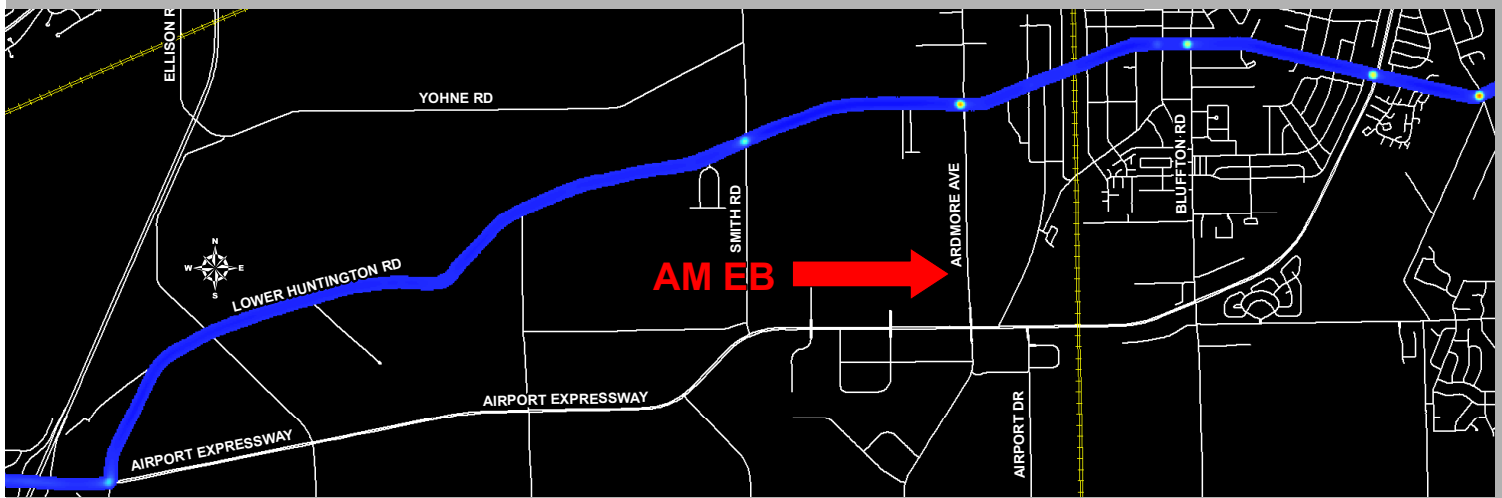 ELLISON R
YOHNE RD
BLUFFTON RD
ARDMORE AVE
SMITH RD
N
W E
S
LOWER HUNTINGTON RD
AM EB
AIRPORT EXPRESSWAY
AIRPORT DR
AIRPORT EXPRESSWAY